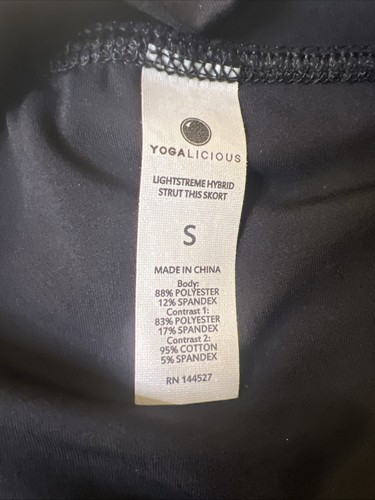 YOGALICIOUS
LIGHTSTREME HYBRID
STRUT THIS SKORT
S
MADE IN CHINA
Body:
88% POLYESTER
12% SPANDEX
Contrast 1:
83% POLYESTER
17% SPANDEX
Contrast 2:
95% COTTON
5% SPANDEX
RN 144527